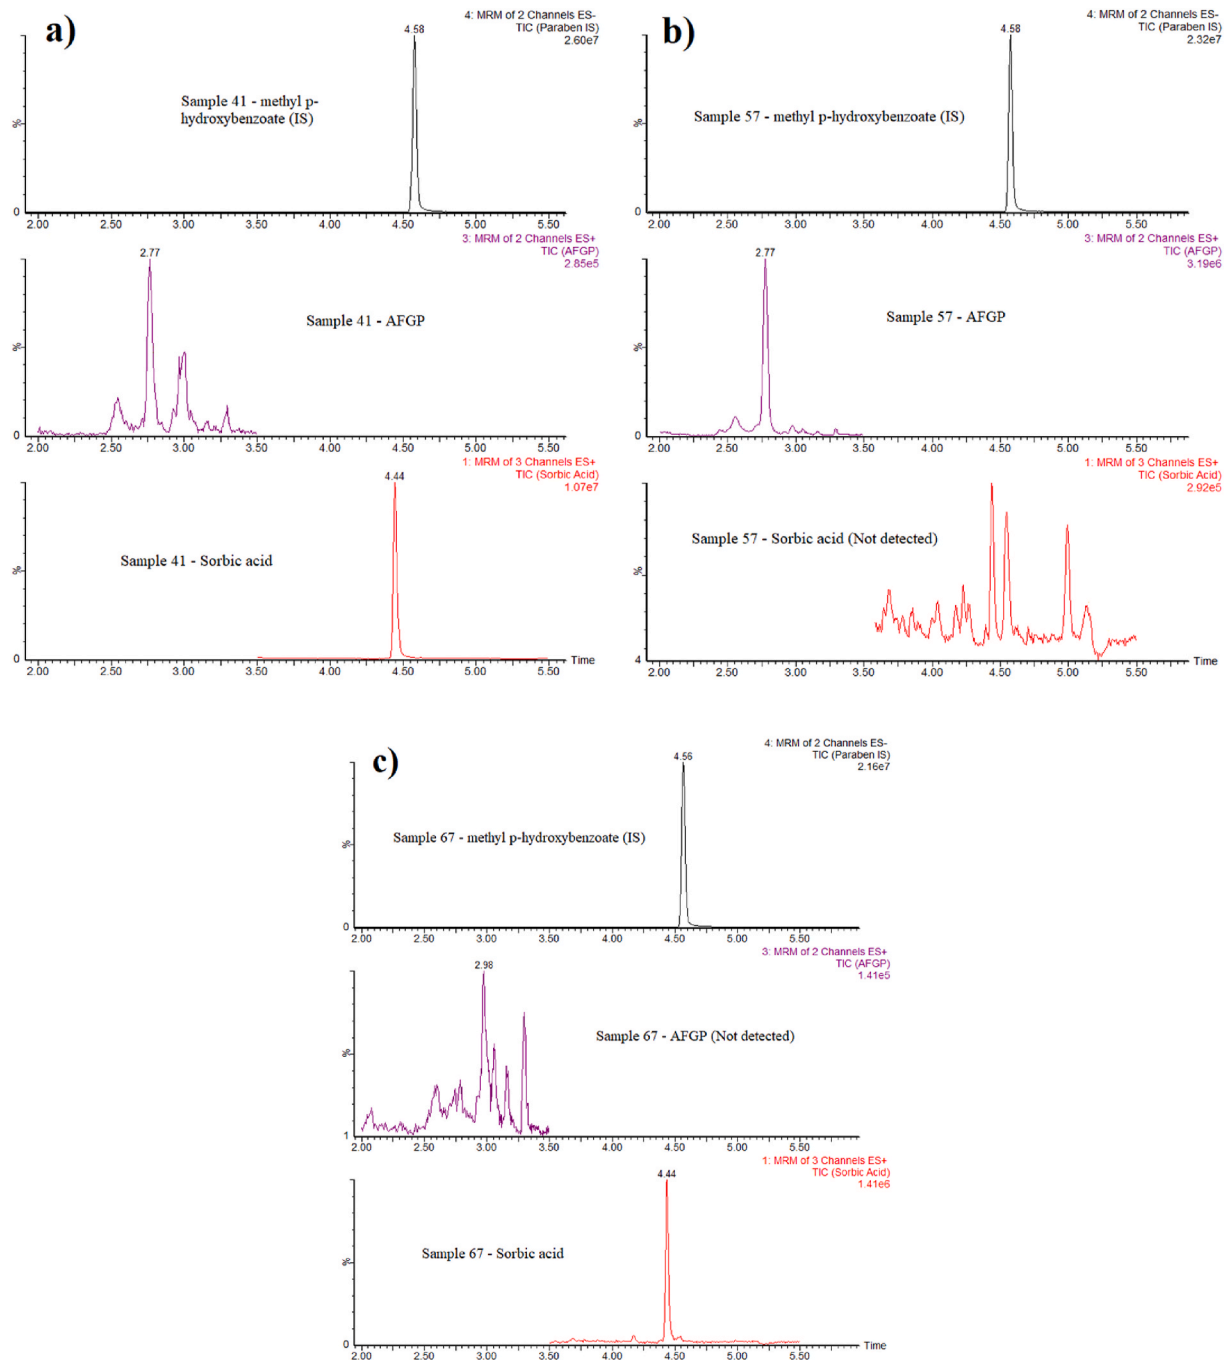 a)
4: MRM of 2 Channels ES-
TIC (Paraben IS)
2.60e7
4.58
%
0
Sample 41 - methyl p-
hydroxybenzoate (IS)
2.00 2.50 3.00 3.50 4.00 4.50 5.00 5.50
3: MRM of 2 Channels ES+
TIC (AFGP)
2.85e5
2.77
%
0
Sample 41 - AFGP
2.00 2.50 3.00 3.50 4.00 4.50 5.00 5.50
1: MRM of 3 Channels ES+
TIC (Sorbic Acid)
1.07e7
4.44
%
0
Sample 41 - Sorbic acid
2.00 2.50 3.00 3.50 4.00 4.50 5.00 5.50 Time
b)
4: MRM of 2 Channels ES-
TIC (Paraben IS)
2.32e7
4.58
%
0
Sample 57 - methyl p-hydroxybenzoate (IS)
2.00 2.50 3.00 3.50 4.00 4.50 5.00 5.50
3: MRM of 2 Channels ES+
TIC (AFGP)
3.19e6
2.77
%
0
Sample 57 - AFGP
2.00 2.50 3.00 3.50 4.00 4.50 5.00 5.50
1: MRM of 3 Channels ES+
TIC (Sorbic Acid)
2.92e5
%
4
Sample 57 - Sorbic acid (Not detected)
2.00 2.50 3.00 3.50 4.00 4.50 5.00 5.50 Time
c)
4: MRM of 2 Channels ES-
TIC (Paraben IS)
2.16e7
4.56
%
0
Sample 67 - methyl p-hydroxybenzoate (IS)
2.00 2.50 3.00 3.50 4.00 4.50 5.00 5.50
3: MRM of 2 Channels ES+
TIC (AFGP)
1.41e5
2.98
%
1
Sample 67 - AFGP (Not detected)
2.00 2.50 3.00 3.50 4.00 4.50 5.00 5.50
1: MRM of 3 Channels ES+
TIC (Sorbic Acid)
1.41e6
4.44
%
0
Sample 67 - Sorbic acid
2.00 2.50 3.00 3.50 4.00 4.50 5.00 5.50 Time